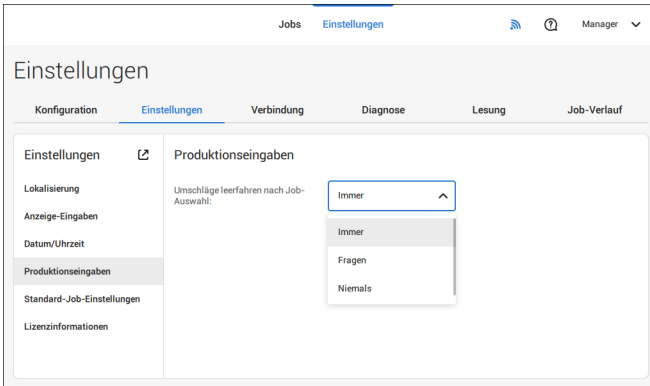 Jobs Einstellungen Manager
Einstellungen
Konfiguration Einstellungen Verbindung Diagnose Lesung Job-Verlauf
Einstellungen
Lokalisierung
Anzeige-Eingaben
Datum/Uhrzeit
Produktionseingaben
Standard-Job-Einstellungen
Lizenzinformationen
Produktionseingaben
Umschläge leerfahren nach Job-
Auswahl:
Immer
Immer
Fragen
Niemals